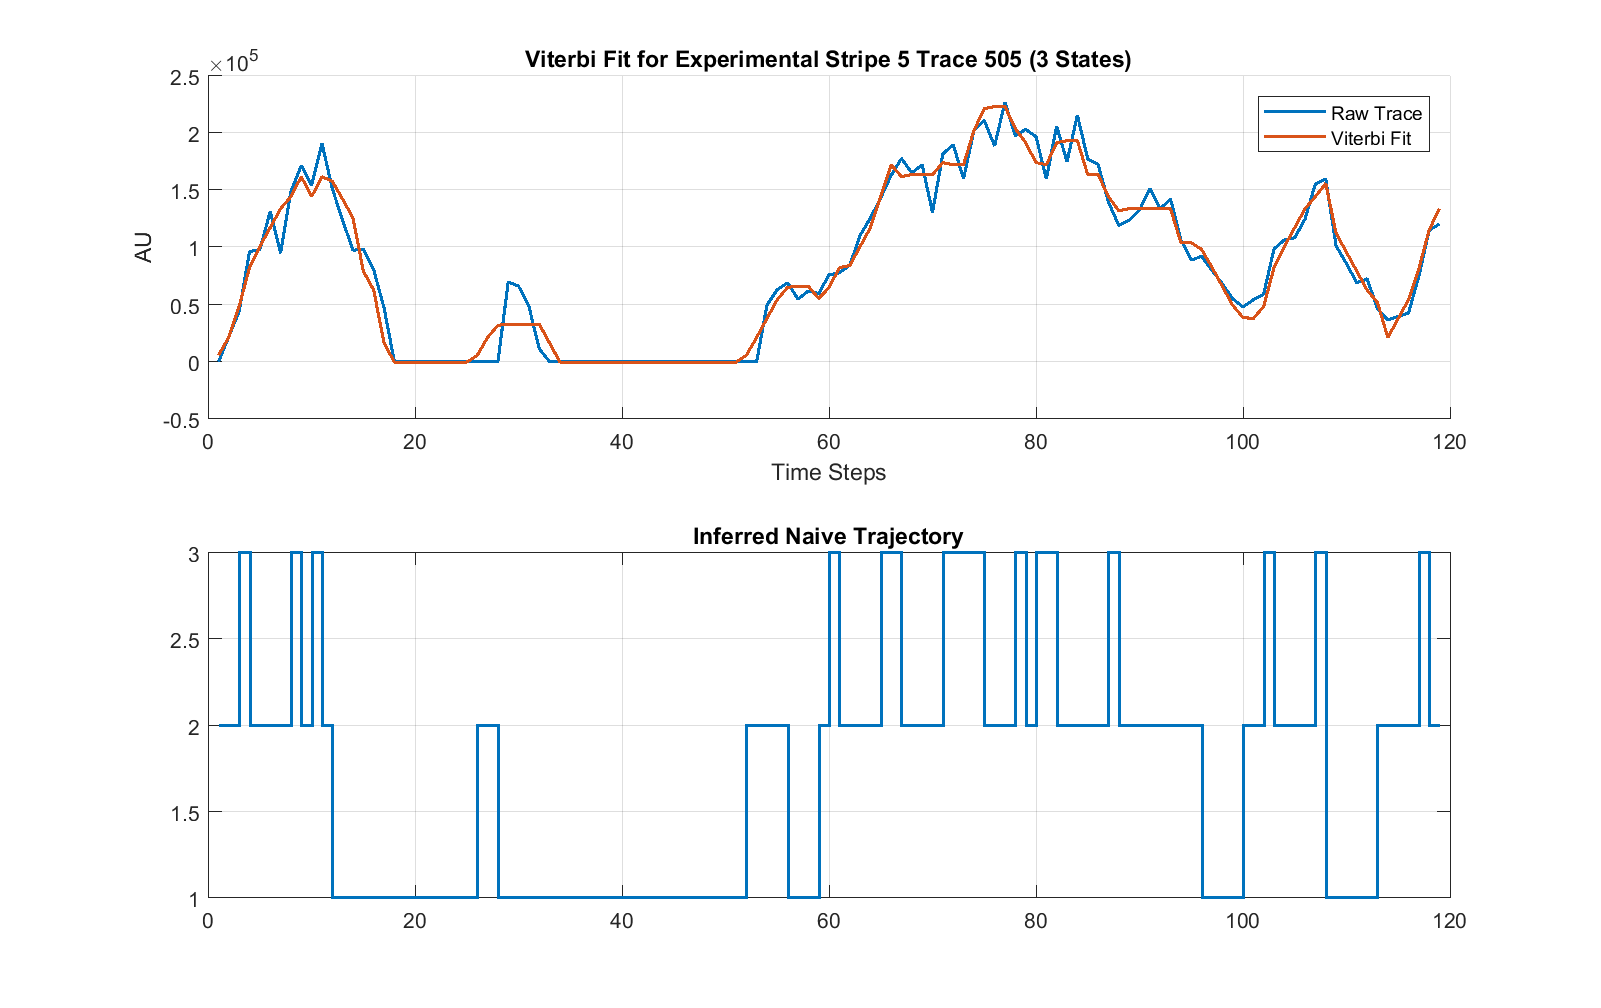 Viterbi Fit for Experimental Stripe 5 Trace 505 (3 States)
×10^5
2.5
2
1.5
1
0.5
0
-0.5
AU
Raw Trace
Viterbi Fit
0 20 40 60 80 100 120
Time Steps
Inferred Naive Trajectory
3
2.5
2
1.5
1
0 20 40 60 80 100 120